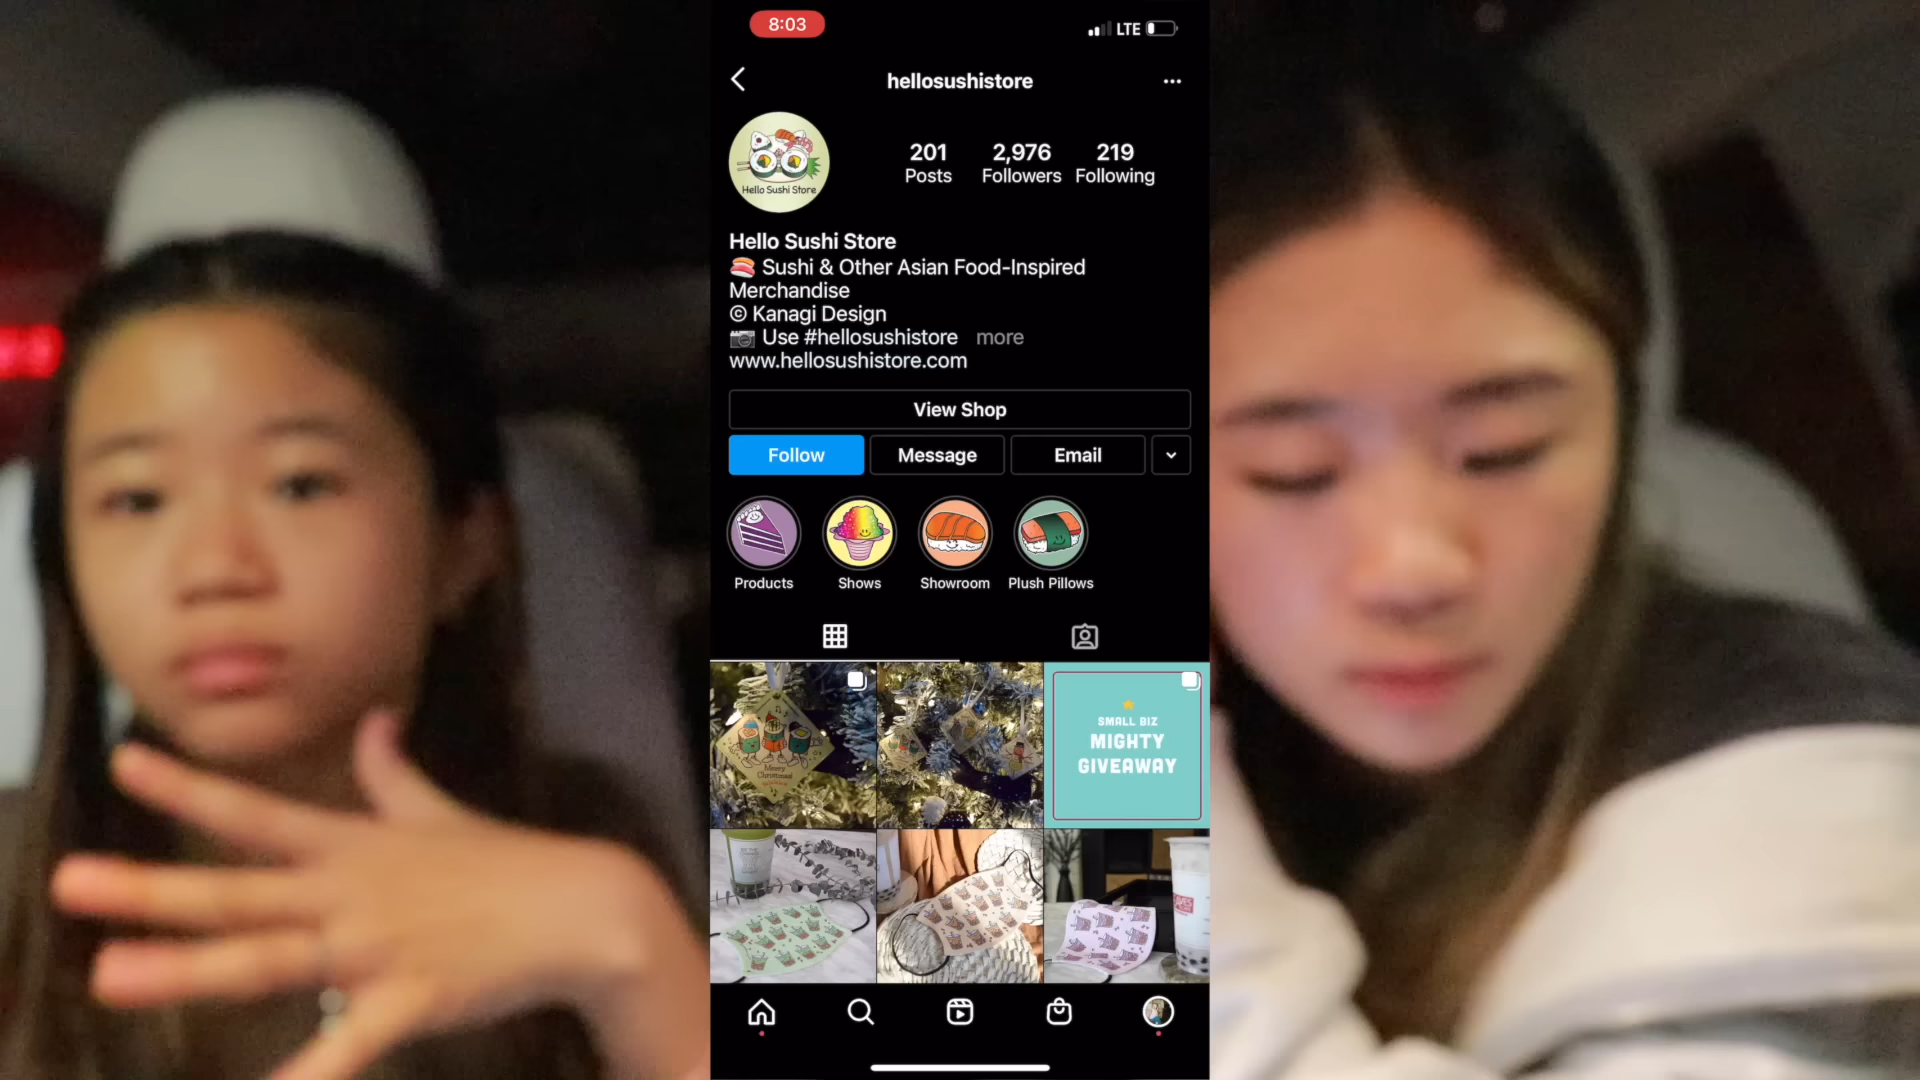 8:03
LTE
hellosushistore
Hello Sushi Store
201
Posts
2,976
Followers
219
Following
Hello Sushi Store
🍣 Sushi & Other Asian Food-Inspired
Merchandise
© Kanagi Design
📷 Use #hellosushistore more
www.hellosushistore.com
View Shop
Follow
Message
Email
Products
Shows
Showroom
Plush Pillows
Merry
Christmas
SMALL BIZ
MIGHTY
GIVEAWAY